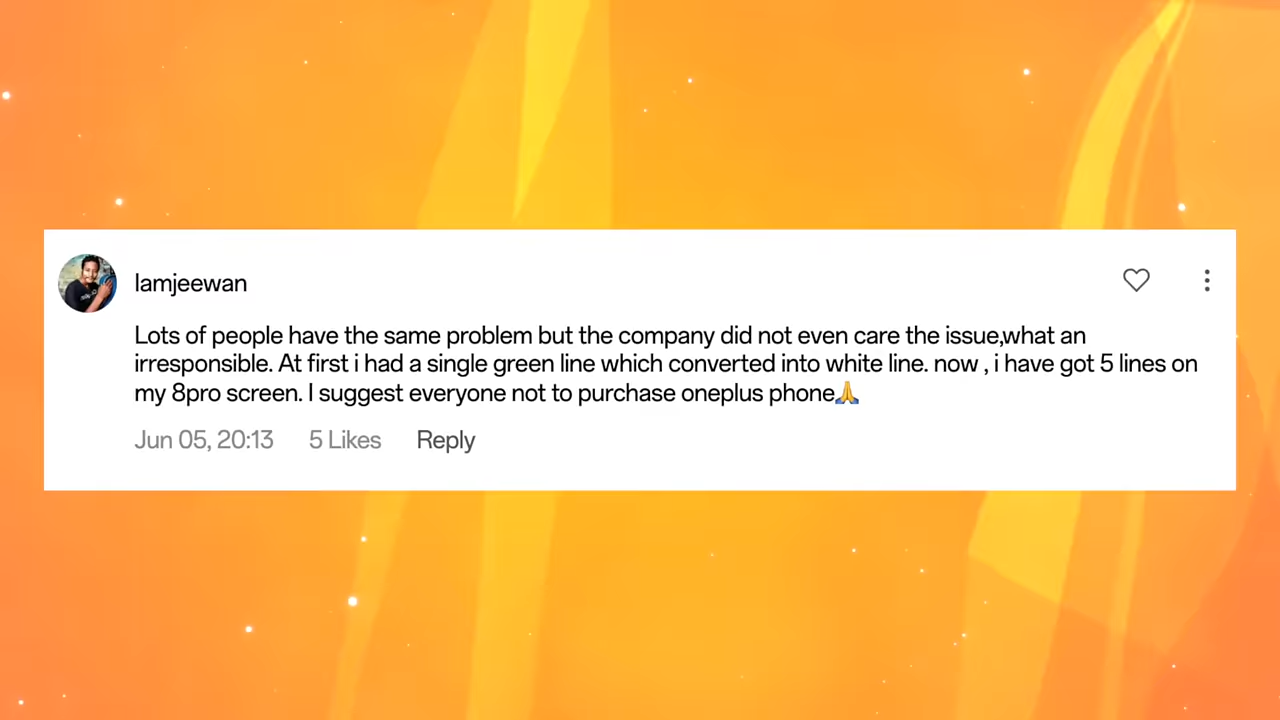 Iamjeewan
Lots of people have the same problem but the company did not even care the issue,what an
irresponsible. At first i had a single green line which converted into white line. now , i have got 5 lines on
my 8pro screen. I suggest everyone not to purchase oneplus phone🙏
Jun 05, 20:13 5 Likes Reply